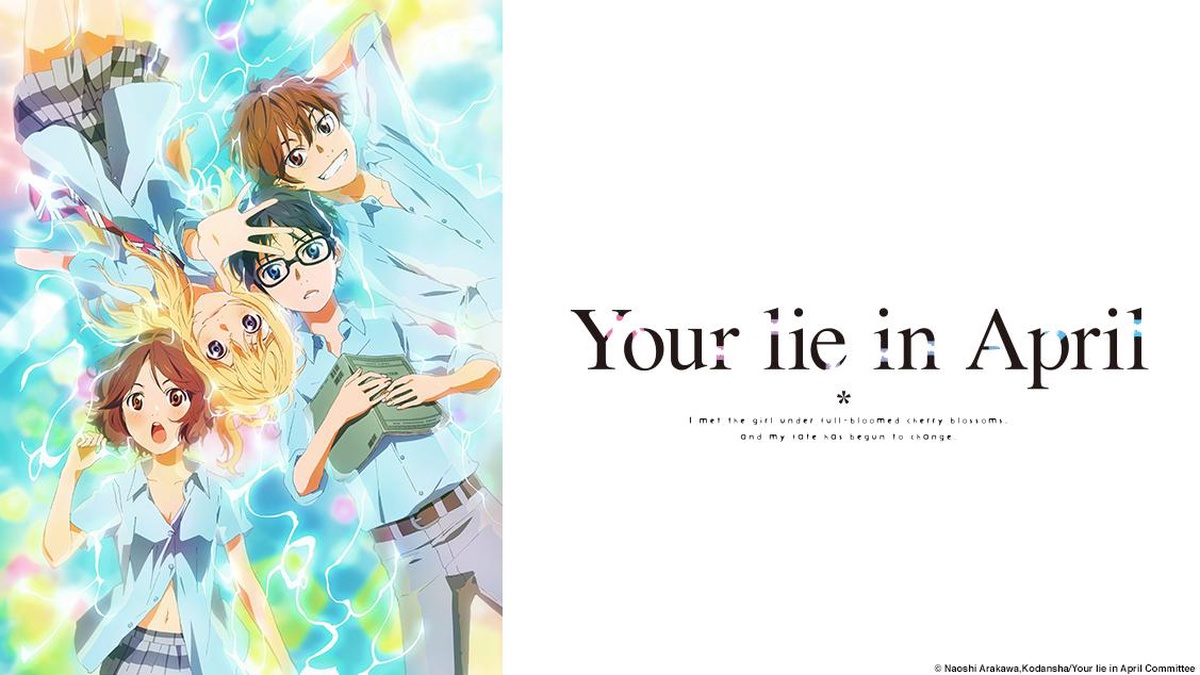 Your lie in April
*
I met the girl under full-bloomed cherry blossoms.
and my fate has begun to change.
© Naoshi Arakawa,Kodansha/Your lie in April Committee